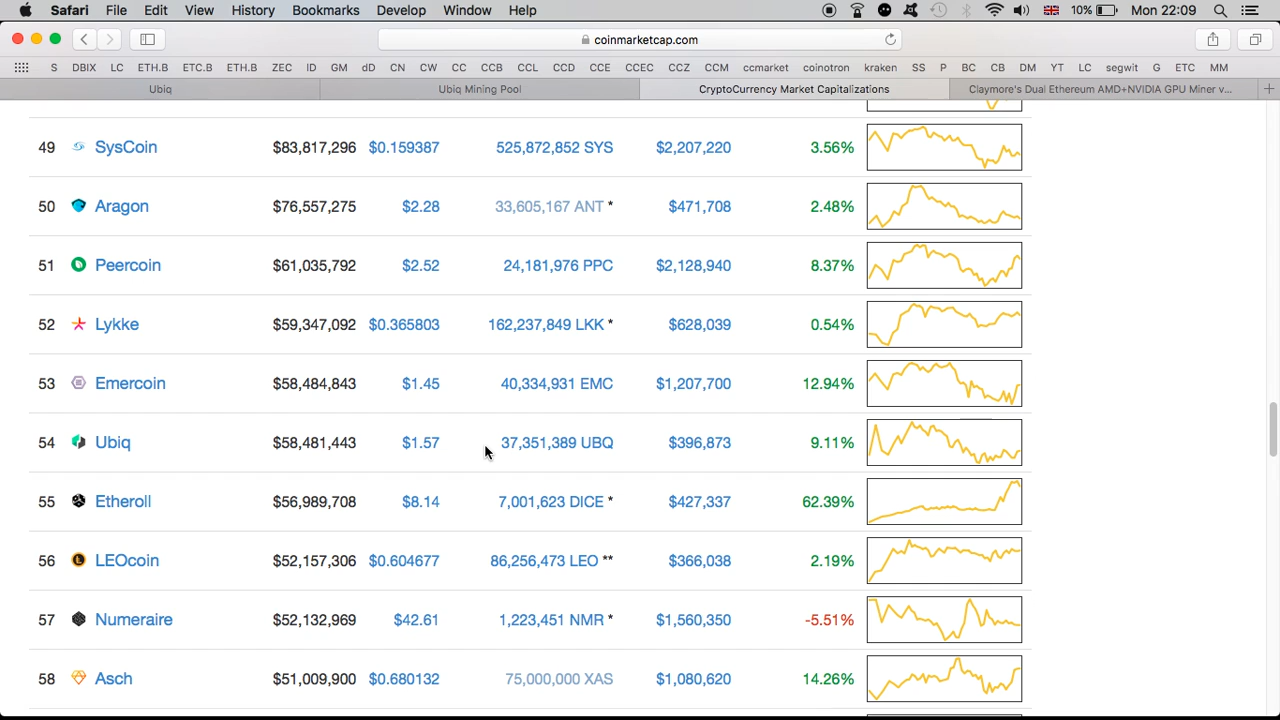 Safari File Edit View History Bookmarks Develop Window Help 10% Mon 22:09
coinmarketcap.com
S DBIX LC ETH.B ETC.B ETH.B ZEC ID GM dD CN CW CC CCB CCL CCD CCE CCEC CCZ CCM ccmarket coinotron kraken SS P BC CB DM YT LC segwit G ETC MM
Ubiq Ubiq Mining Pool CryptoCurrency Market Capitalizations Claymore's Dual Ethereum AMD+NVIDIA GPU Miner v... +
49 SysCoin $83,817,296 $0.159387 525,872,852 SYS $2,207,220 3.56%
50 Aragon $76,557,275 $2.28 33,605,167 ANT * $471,708 2.48%
51 Peercoin $61,035,792 $2.52 24,181,976 PPC $2,128,940 8.37%
52 Lykke $59,347,092 $0.365803 162,237,849 LKK * $628,039 0.54%
53 Emercoin $58,484,843 $1.45 40,334,931 EMC $1,207,700 12.94%
54 Ubiq $58,481,443 $1.57 37,351,389 UBQ $396,873 9.11%
55 Etheroll $56,989,708 $8.14 7,001,623 DICE * $427,337 62.39%
56 LEOcoin $52,157,306 $0.604677 86,256,473 LEO ** $366,038 2.19%
57 Numeraire $52,132,969 $42.61 1,223,451 NMR * $1,560,350 -5.51%
58 Asch $51,009,900 $0.680132 75,000,000 XAS $1,080,620 14.26%